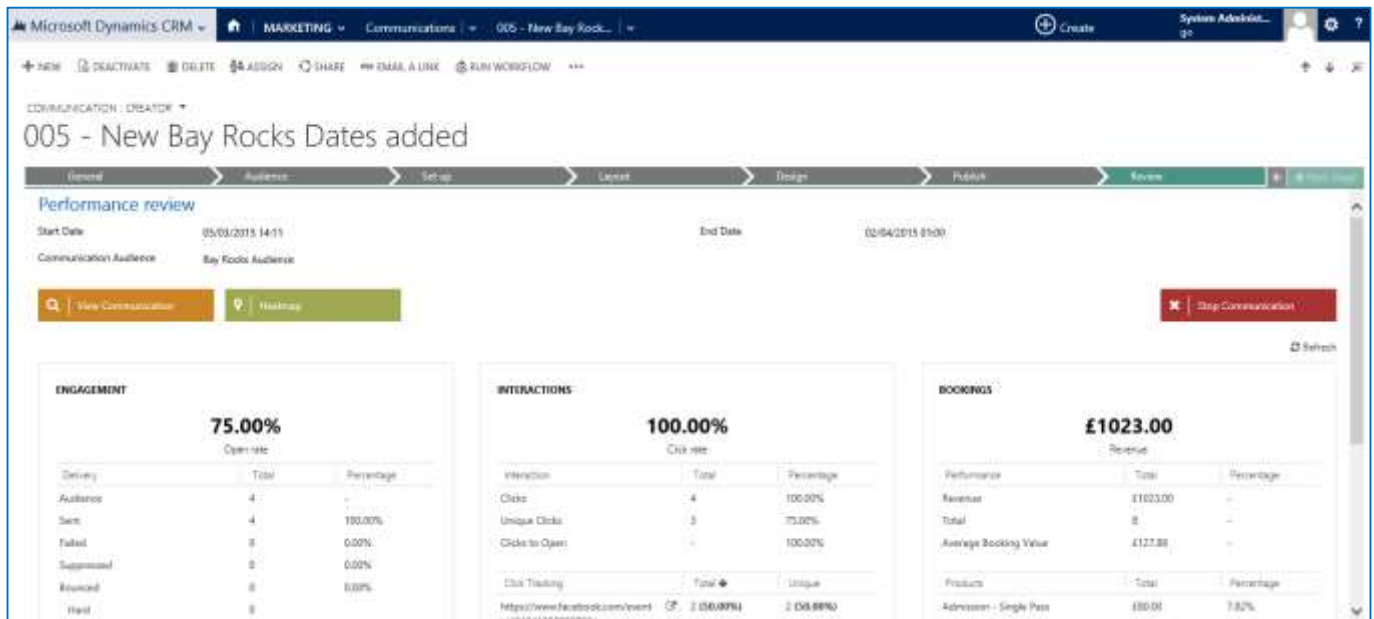 Microsoft Dynamics CRM MARKETING Communications 005 - New Bay Rock... Create System Administ... ?
go
NEW DEACTIVATE DELETE ASSIGN SHARE EMAIL A LINK RUN WORKFLOW ...
COMMUNICATION : CREATOR
005 - New Bay Rocks Dates added
General Audience Set up Layout Design Publish Review
Performance review
Start Date 05/03/2015 14:11 End Date 02/04/2015 01:00
Communication Audience Bay Rocks Audience
View Communication Heatmap Stop Communication
Refresh
ENGAGEMENT INTERACTIONS BOOKINGS
75.00% 100.00% £1023.00
Open rate Click rate Revenue
Delivery Total Percentage Interaction Total Percentage Performance Total Percentage
Audience 4 - Clicks 4 100.00% Revenue £1023.00 -
Sent 4 100.00% Unique Clicks 3 75.00% Total 8 -
Failed 0 0.00% Clicks to Open - 100.00% Average Booking Value £127.88 -
Suppressed 0 0.00%
Bounced 0 0.00% Click Tracking Total Unique Products Total Percentage
Hard 0 https://www.facebook.com/event 2 (50.00%) 2 (50.00%) Admission - Single Pass £80.00 7.82%